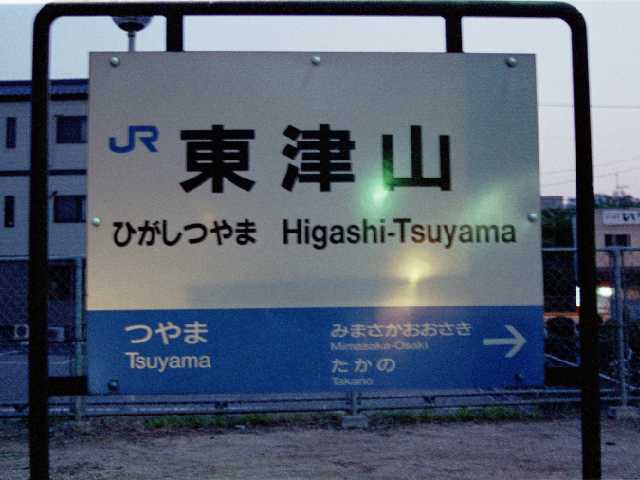 JR 東津山
ひがしつやま Higashi-Tsuyama
つやま
Tsuyama
みまさかおおさき
Mimasaka-Osaki
たかの
Takano
→